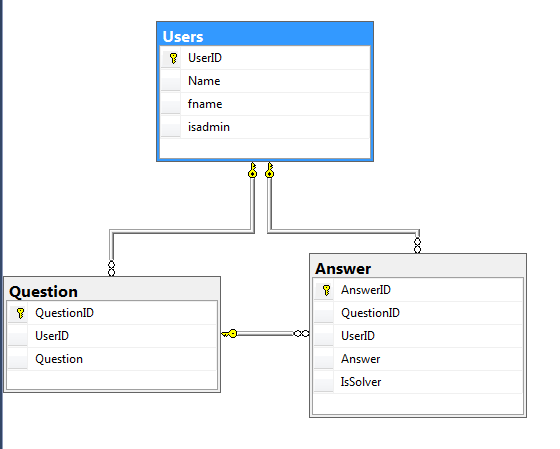 Users
UserID
Name
fname
isadmin
Question
QuestionID
UserID
Question
Answer
AnswerID
QuestionID
UserID
Answer
IsSolver